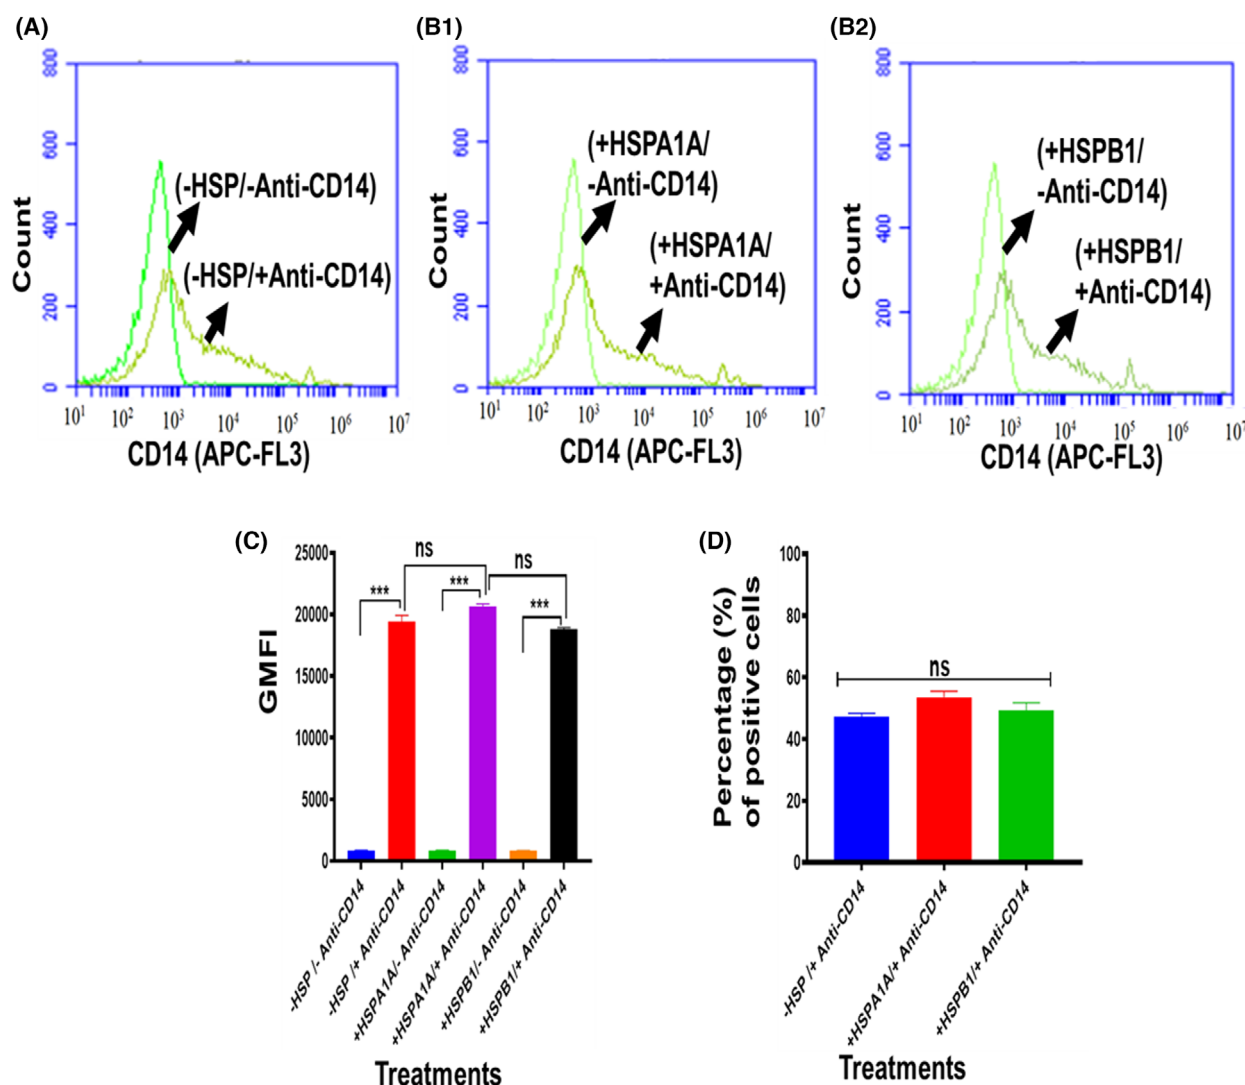 (A)
800
600
400
200
0
Count
(-HSP/-Anti-CD14)
(-HSP/+Anti-CD14)
10¹ 10² 10³ 10⁴ 10⁵ 10⁶ 10⁷
CD14 (APC-FL3)
(B1)
800
600
400
200
0
Count
(+HSPA1A/
-Anti-CD14)
(+HSPA1A/
+Anti-CD14)
10¹ 10² 10³ 10⁴ 10⁵ 10⁶ 10⁷
CD14 (APC-FL3)
(B2)
800
600
400
200
0
Count
(+HSPB1/
-Anti-CD14)
(+HSPB1/
+Anti-CD14)
10¹ 10² 10³ 10⁴ 10⁵ 10⁶ 10⁷
CD14 (APC-FL3)
(C)
25000
20000
15000
10000
5000
0
GMFI
ns
ns
***
***
***
-HSP /- Anti-CD14
-HSP /+ Anti-CD14
+HSPA1A/- Anti-CD14
+HSPA1A/+ Anti-CD14
+HSPB1/- Anti-CD14
+HSPB1/+ Anti-CD14
Treatments
(D)
100
80
60
40
20
0
Percentage (%)
of positive cells
ns
-HSP /+ Anti-CD14
+HSPA1A/+ Anti-CD14
+HSPB1/+ Anti-CD14
Treatments